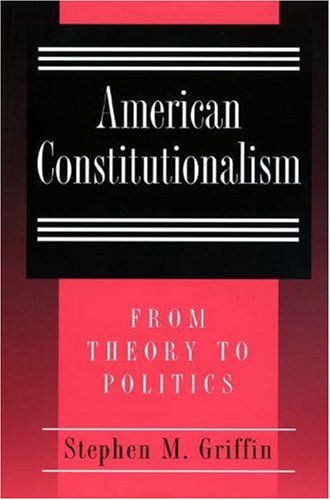 American
Constitutionalism
FROM
THEORY TO
POLITICS
Stephen M. Griffin